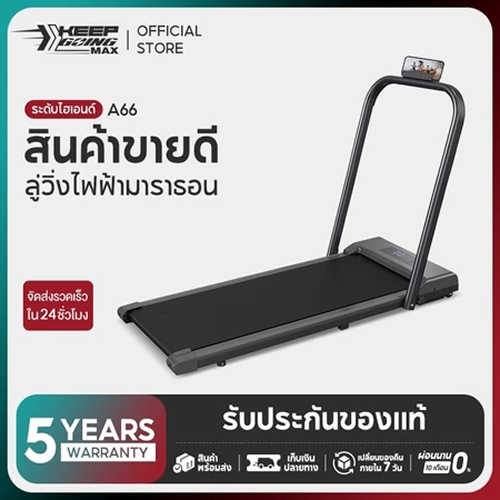 KEEP GOING MAX
OFFICIAL STORE
ระดับไฮเอนด์ A66
สินค้าขายดี
ลู่วิ่งไฟฟ้ามาราธอน
จัดส่งรวดเร็ว
ใน 24 ชั่วโมง
5 YEARS WARRANTY
รับประกันของแท้
สินค้า
พร้อมส่ง
เก็บเงิน
ปลายทาง
เปลี่ยนของคืน
ภายใน 7 วัน
ผ่อนนาน
10 เดือน 0%